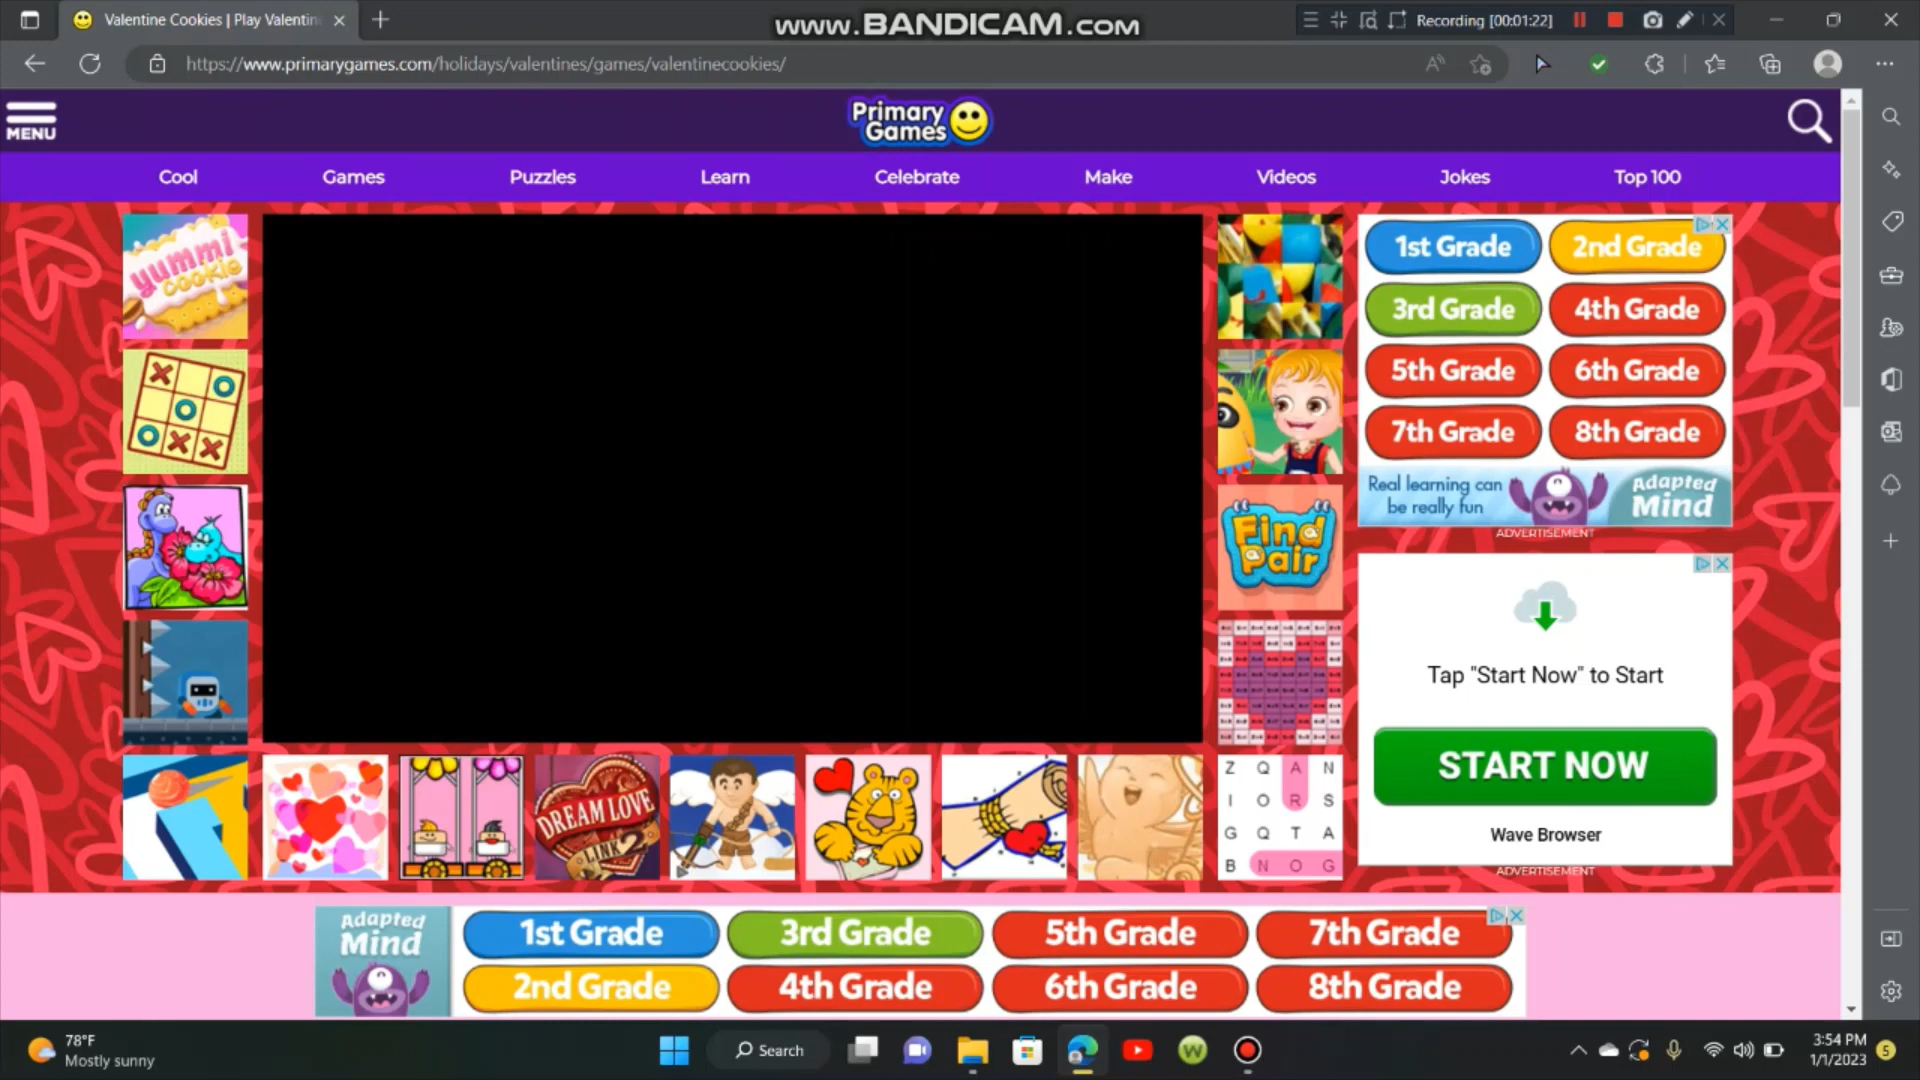 Valentine Cookies | Play Valentin
www.BANDICAM.com
Recording [00:01:22]
https://www.primarygames.com/holidays/valentines/games/valentinecookies/
MENU
Primary
Games
Cool
Games
Puzzles
Learn
Celebrate
Make
Videos
Jokes
Top 100
yummi
cookie
1st Grade
2nd Grade
3rd Grade
4th Grade
5th Grade
6th Grade
7th Grade
8th Grade
Real learning can
be really fun
Adapted
Mind
ADVERTISEMENT
Find
a
Pair
Tap "Start Now" to Start
START NOW
Wave Browser
ADVERTISEMENT
DREAM LOVE
LINK 2
Z Q A N
I O R S
G Q T A
B N O G
Adapted
Mind
1st Grade
3rd Grade
5th Grade
7th Grade
2nd Grade
4th Grade
6th Grade
8th Grade
78°F
Mostly sunny
Search
3:54 PM
1/1/2023
5